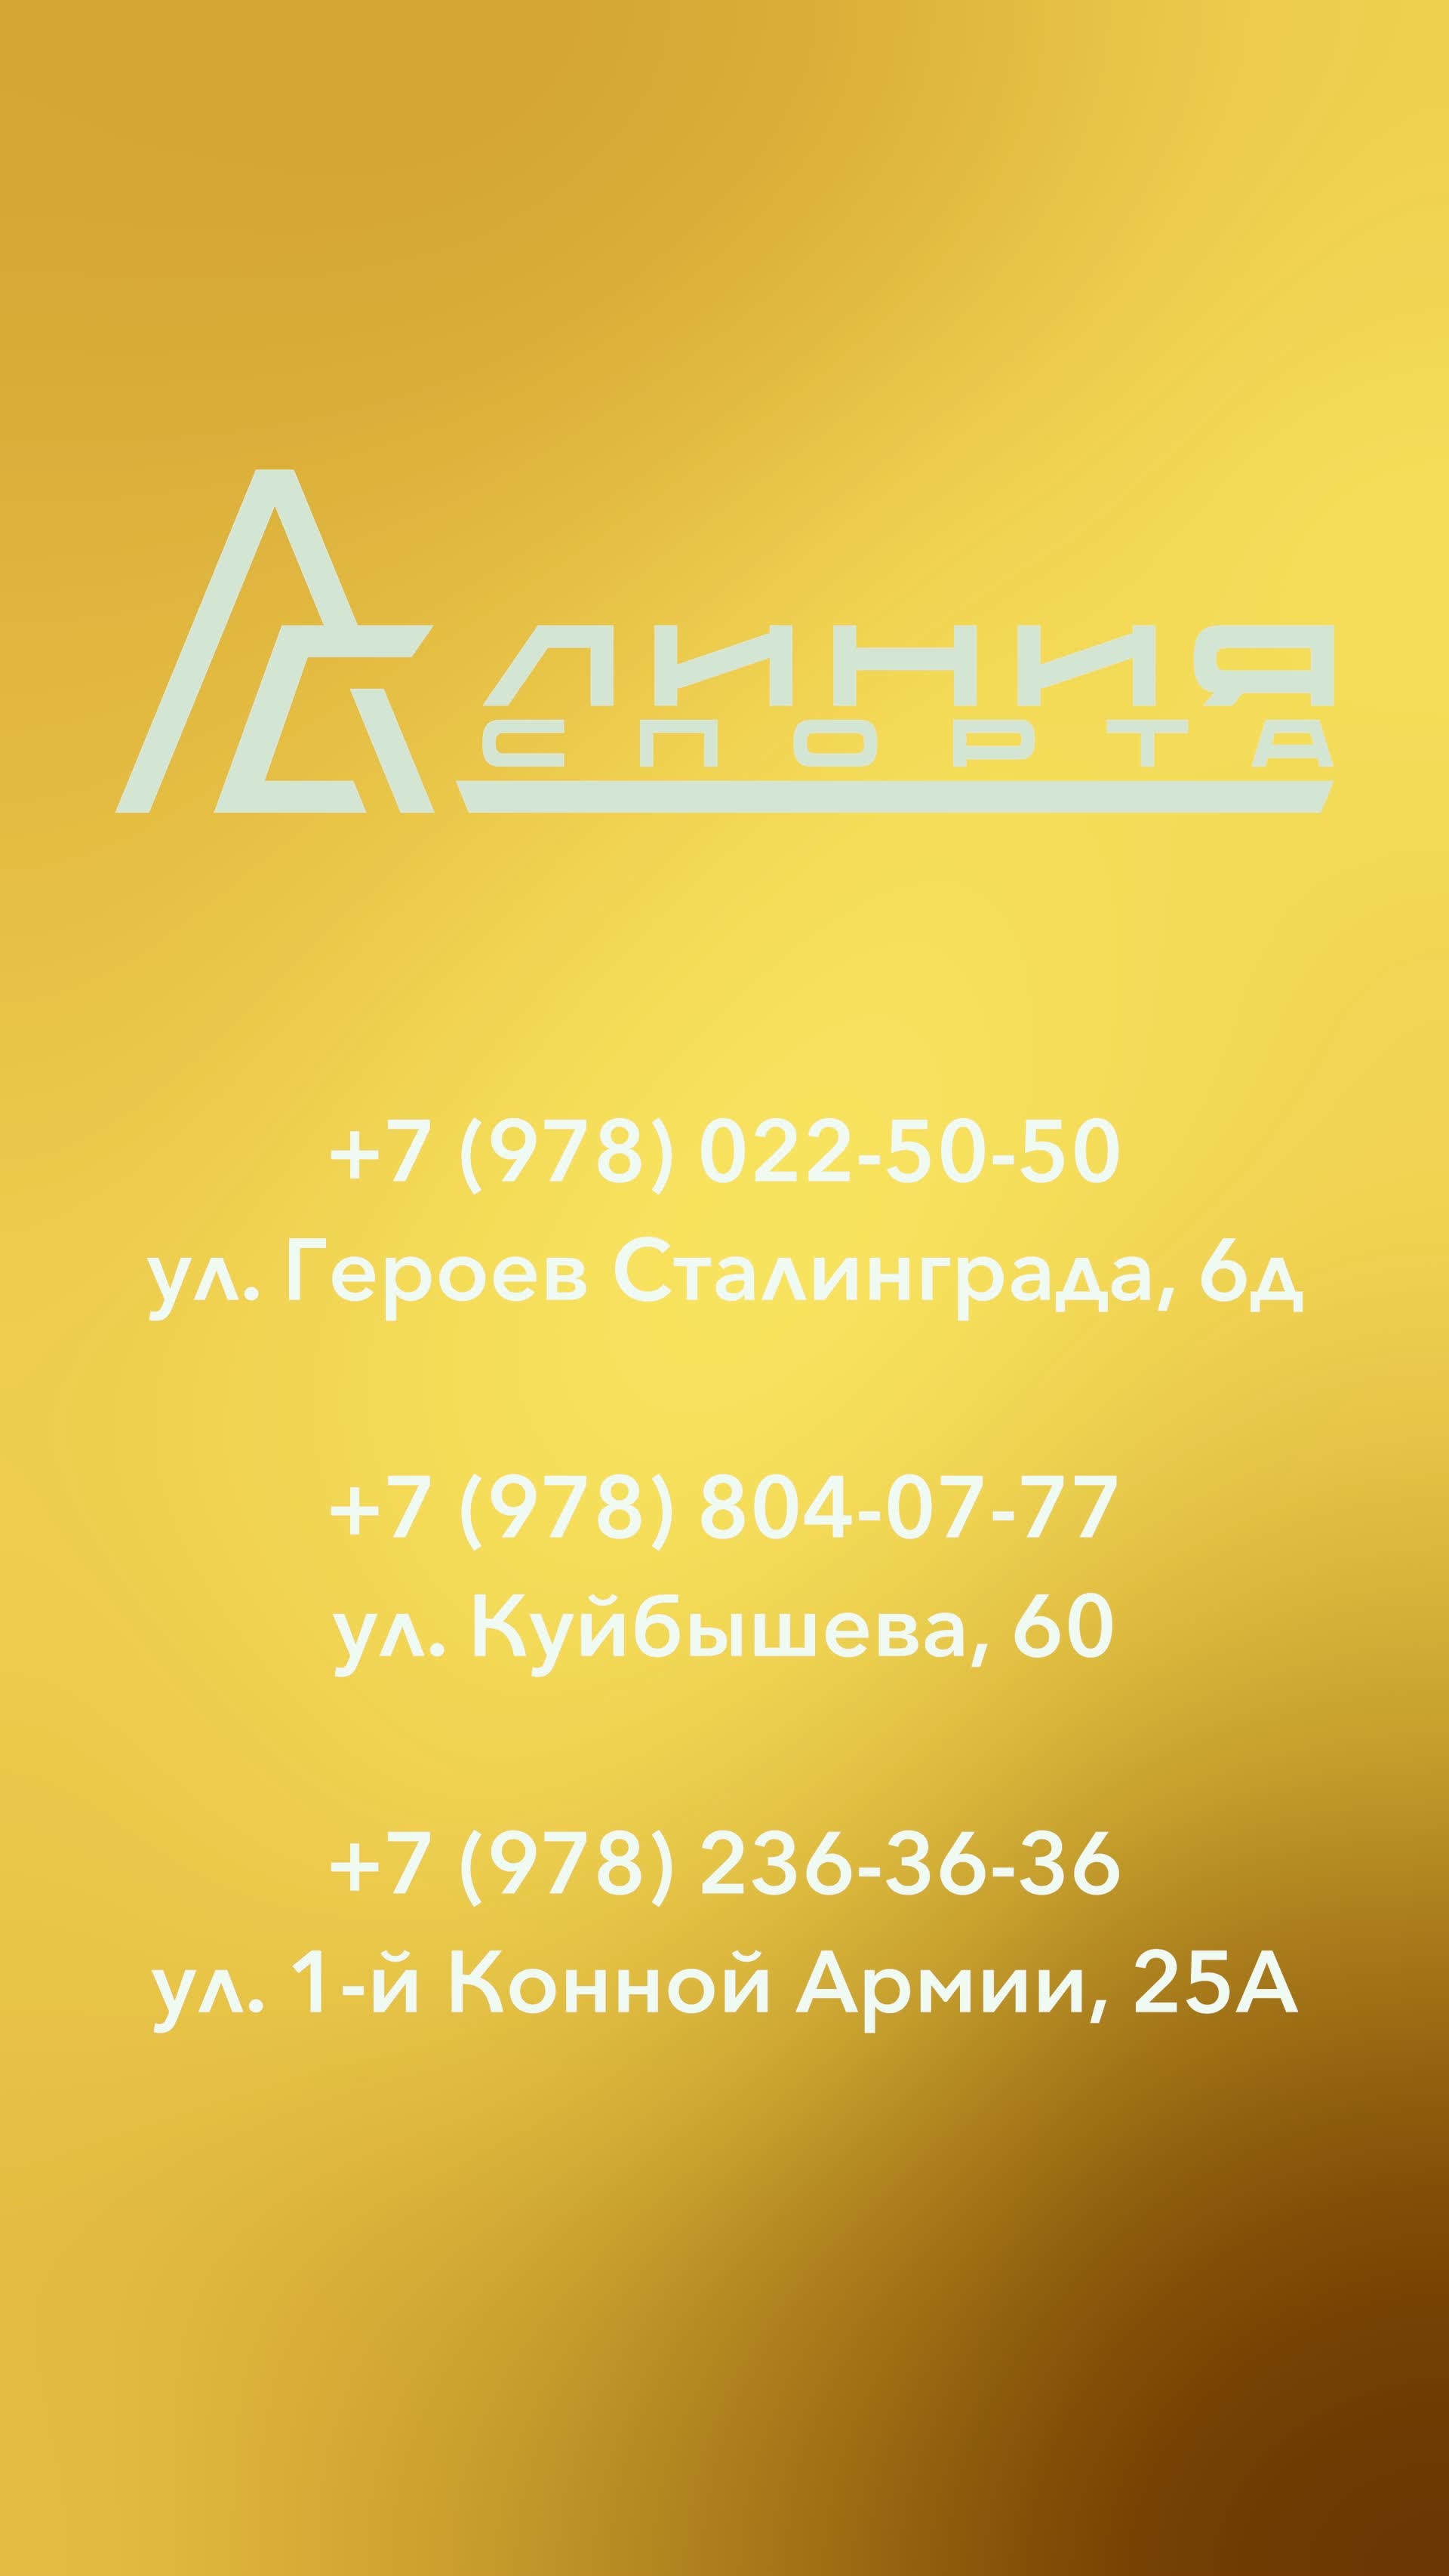 ЛС ЛИНИЯ
СПОРТА
+7 (978) 022-50-50
ул. Героев Сталинграда, 6д
+7 (978) 804-07-77
ул. Куйбышева, 60
+7 (978) 236-36-36
ул. 1-й Конной Армии, 25А